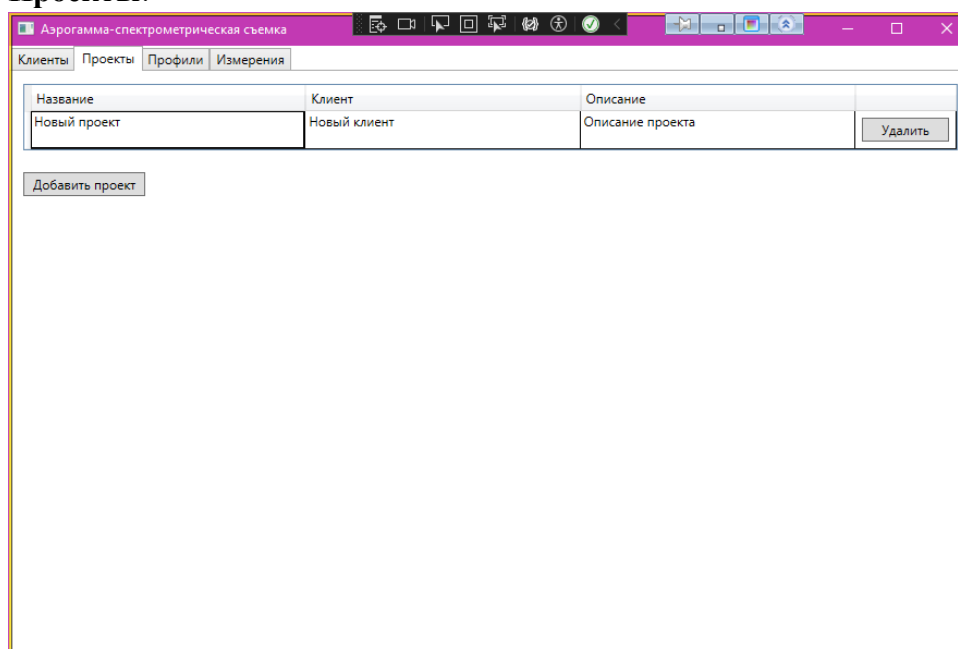 Проекты.
Аэрогамма-спектрометрическая съемка
Клиенты Проекты Профили Измерения
Название Клиент Описание
Новый проект Новый клиент Описание проекта Удалить
Добавить проект